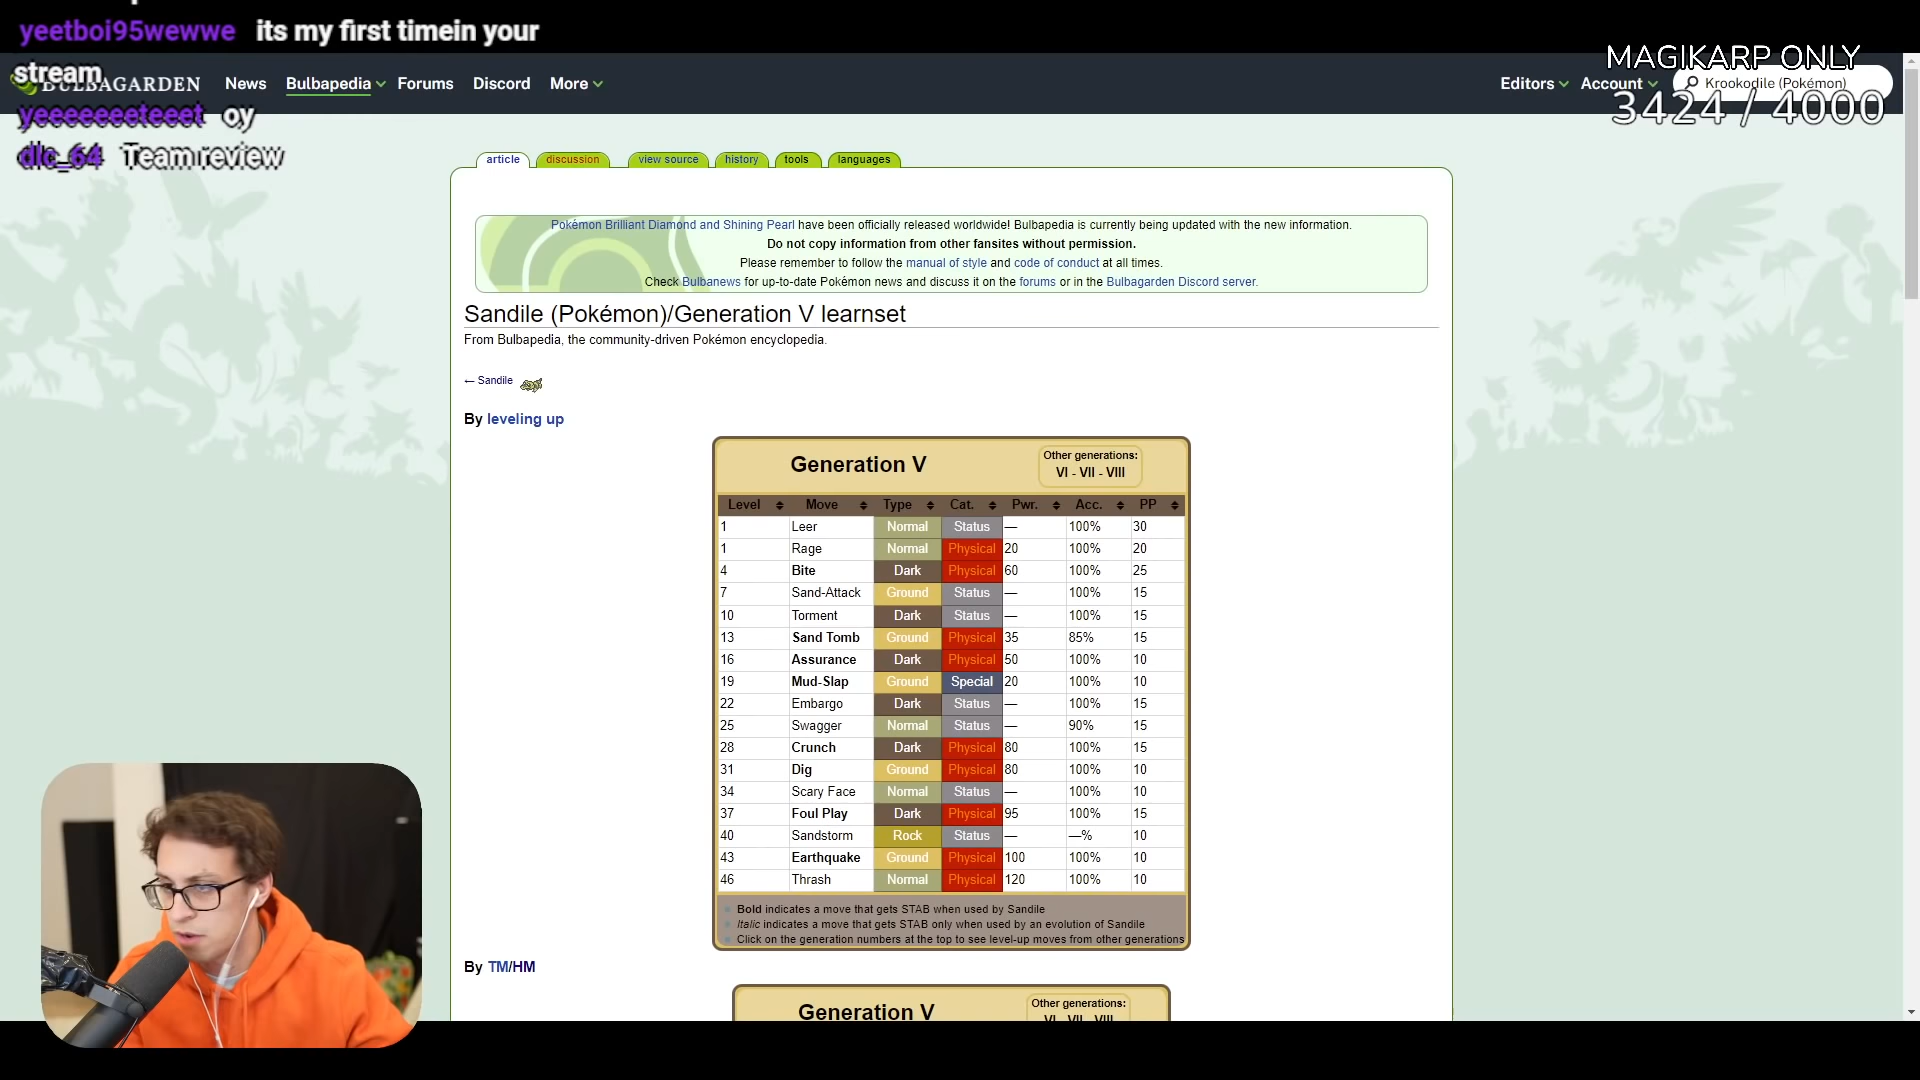 yeetboi95wewwe its my first timein your
stream
yeeeeeeteeet oy
dlc_64 Team review
BULBAGARDEN
News Bulbapedia Forums Discord More
Editors Account Krookodile (Pokémon)
MAGIKARP ONLY
3424 / 4000
article discussion view source history tools languages
Pokémon Brilliant Diamond and Shining Pearl have been officially released worldwide! Bulbapedia is currently being updated with the new information.
Do not copy information from other fansites without permission.
Please remember to follow the manual of style and code of conduct at all times.
Check Bulbanews for up-to-date Pokémon news and discuss it on the forums or in the Bulbagarden Discord server.
Sandile (Pokémon)/Generation V learnset
From Bulbapedia, the community-driven Pokémon encyclopedia.
← Sandile
By leveling up
Generation V
Other generations:
VI - VII - VIII
Level Move Type Cat. Pwr. Acc. PP
1 Leer Normal Status — 100% 30
1 Rage Normal Physical 20 100% 20
4 Bite Dark Physical 60 100% 25
7 Sand-Attack Ground Status — 100% 15
10 Torment Dark Status — 100% 15
13 Sand Tomb Ground Physical 35 85% 15
16 Assurance Dark Physical 50 100% 10
19 Mud-Slap Ground Special 20 100% 10
22 Embargo Dark Status — 100% 15
25 Swagger Normal Status — 90% 15
28 Crunch Dark Physical 80 100% 15
31 Dig Ground Physical 80 100% 10
34 Scary Face Normal Status — 100% 10
37 Foul Play Dark Physical 95 100% 15
40 Sandstorm Rock Status — —% 10
43 Earthquake Ground Physical 100 100% 10
46 Thrash Normal Physical 120 100% 10
Bold indicates a move that gets STAB when used by Sandile
Italic indicates a move that gets STAB only when used by an evolution of Sandile
Click on the generation numbers at the top to see level-up moves from other generations
By TM/HM
Generation V
Other generations:
VI - VII - VIII